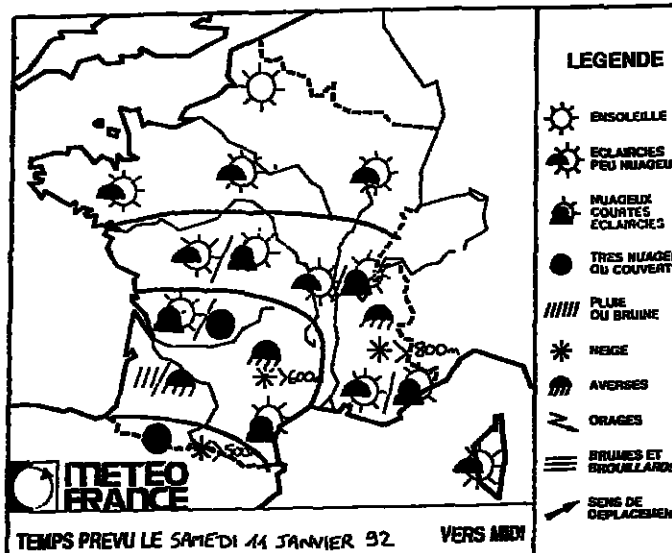 LEGENDE
ENSOLEILLE
ECLAIRCIES
PEU NUAGEUX
NUAGEUX
COURTES
ECLAIRCIES
TRES NUAGEUX
OU COUVERT
PLUIE
OU BRUINE
NEIGE
AVERSES
ORAGES
BRUMES ET
BROUILLARDS
SENS DE
DEPLACEMENT
>800m
>600m
>500
METEO
FRANCE
TEMPS PREVU LE SAMEDI 11 JANVIER 92 VERS MIDI